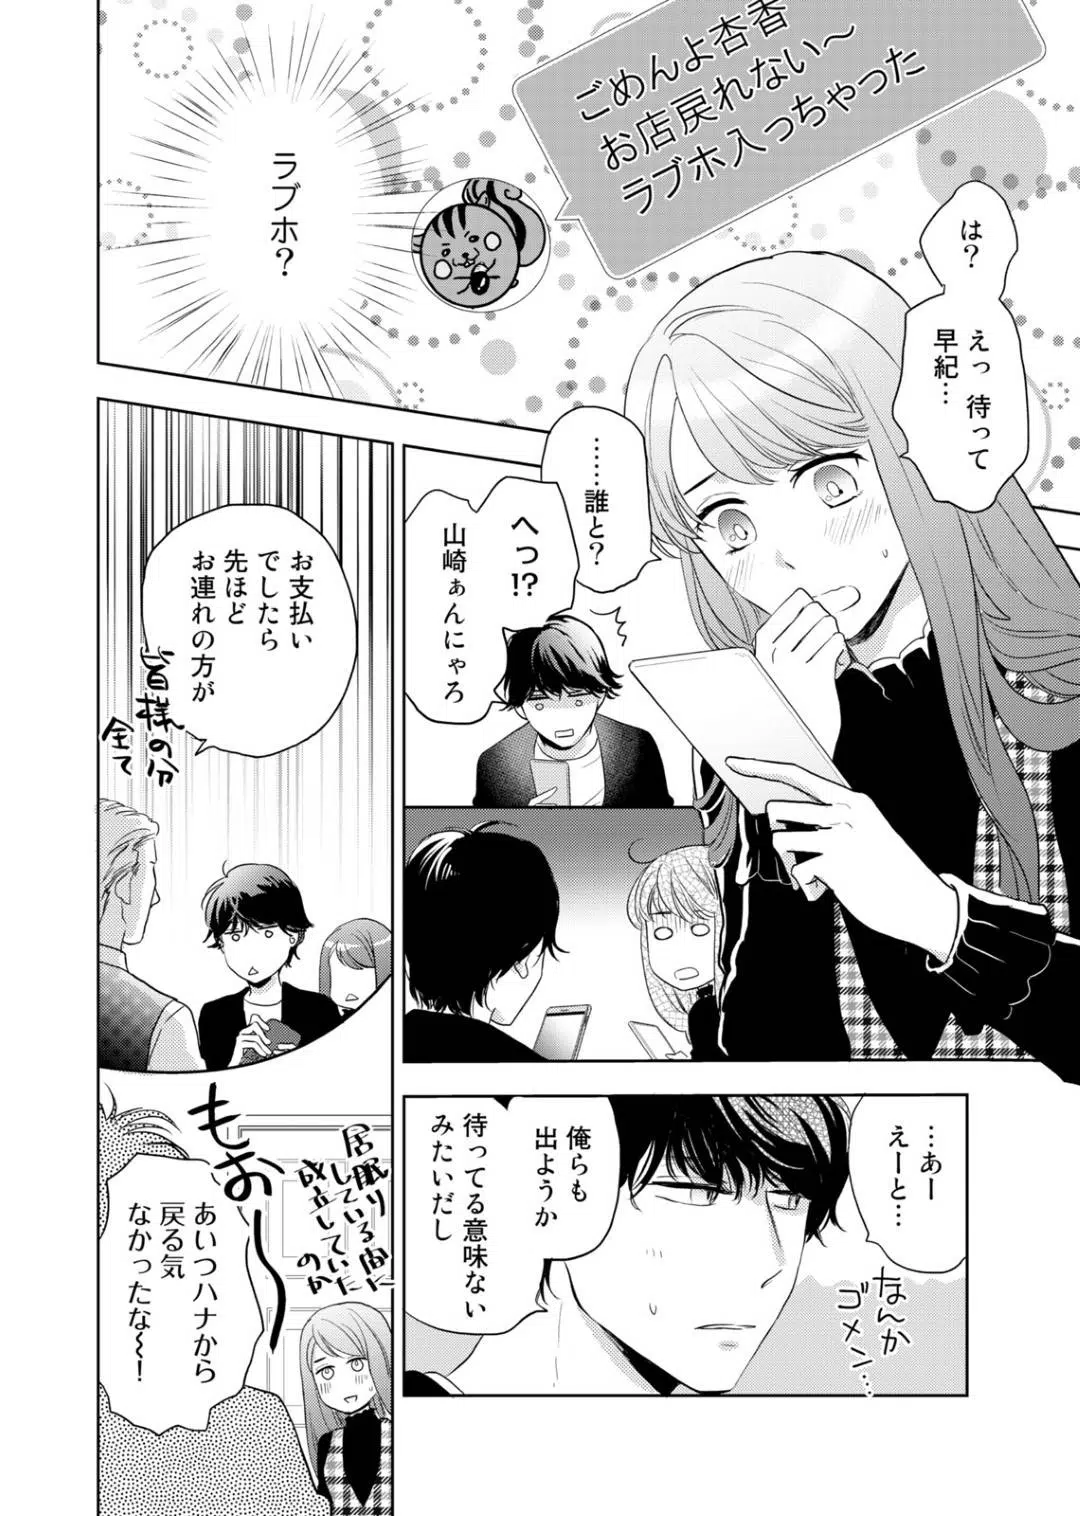 ごめんよ杏香
お店戻れない〜
ラブホ入っちゃった
は?
えっ 待って
早紀…
ラブホ?
……誰と?
へっ!?
山崎ぁんにゃろ
お支払い
でしたら
先ほど
お連れの方が
皆様の分
全て
…あー
えーと…
なんか
ゴメン…
俺らも
出ようか
待ってる意味ない
みたいだし
居眠り
している間に
成立していた
のか
もお〜
あいつハナから
戻る気
なかったな〜!